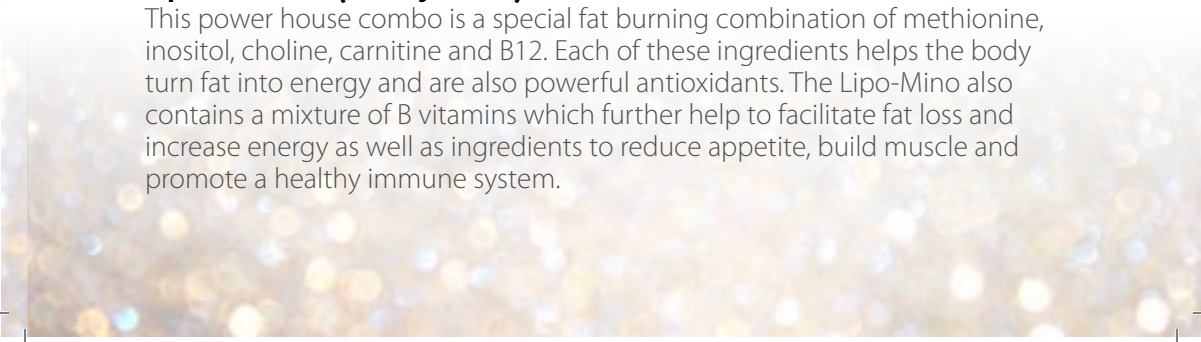 This power house combo is a special fat burning combination of methionine,
inositol, choline, carnitine and B12. Each of these ingredients helps the body
turn fat into energy and are also powerful antioxidants. The Lipo-Mino also
contains a mixture of B vitamins which further help to facilitate fat loss and
increase energy as well as ingredients to reduce appetite, build muscle and
promote a healthy immune system.